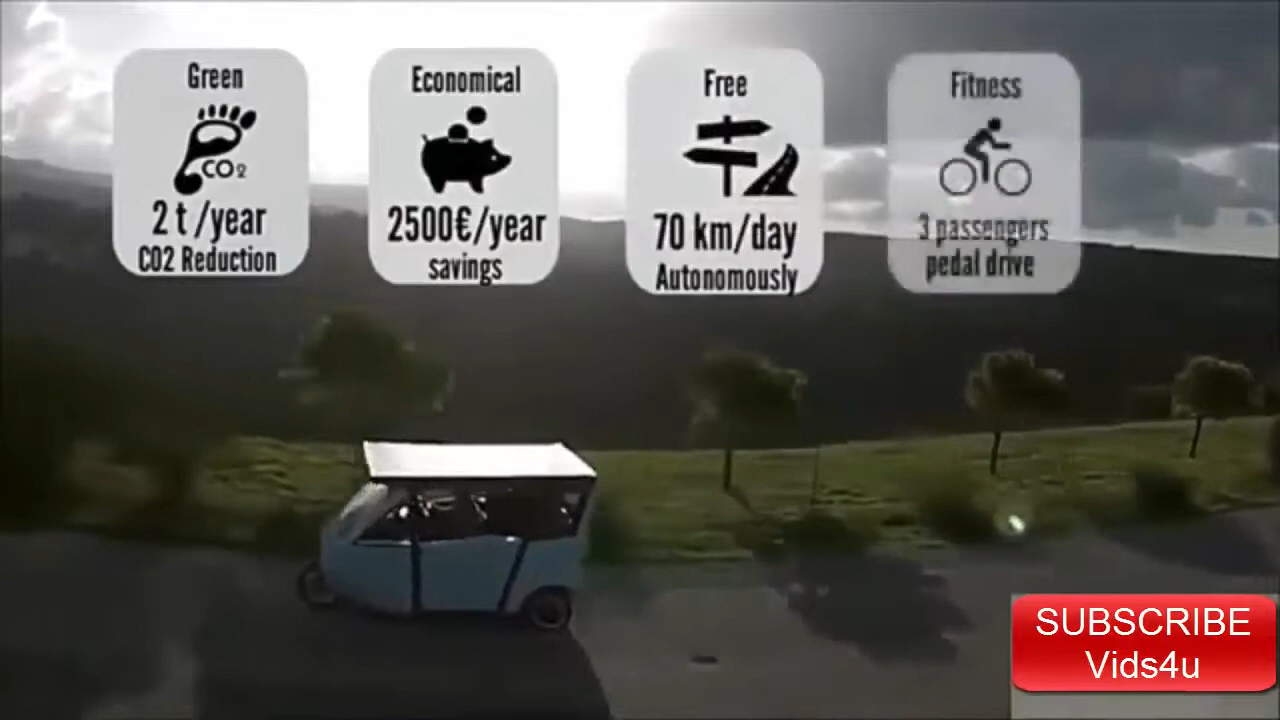 Green
CO2
2 t /year
CO2 Reduction
Economical
2500€/year
savings
Free
70 km/day
Autonomously
Fitness
3 passengers
pedal drive
SUBSCRIBE
Vids4u